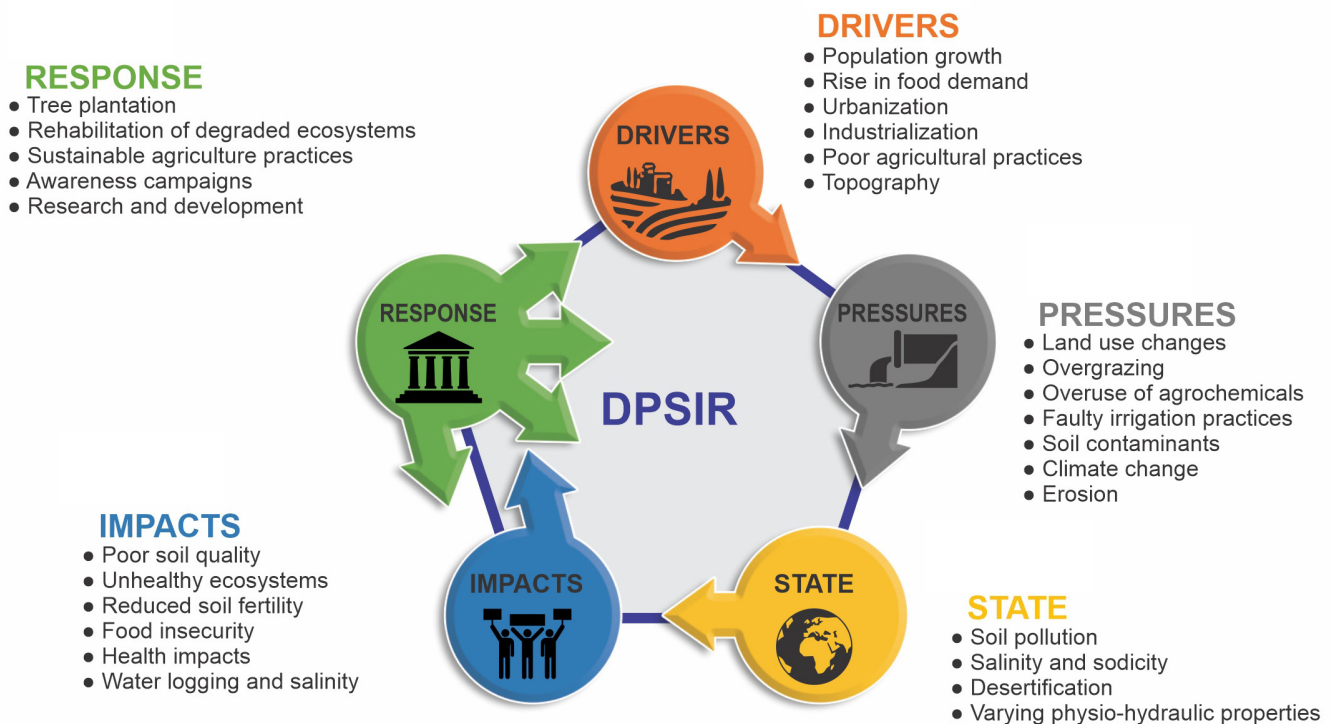 DRIVERS
● Population growth
● Rise in food demand
● Urbanization
● Industrialization
● Poor agricultural practices
● Topography
RESPONSE
● Tree plantation
● Rehabilitation of degraded ecosystems
● Sustainable agriculture practices
● Awareness campaigns
● Research and development
DRIVERS
RESPONSE
PRESSURES
PRESSURES
● Land use changes
● Overgrazing
● Overuse of agrochemicals
● Faulty irrigation practices
● Soil contaminants
● Climate change
● Erosion
DPSIR
IMPACTS
● Poor soil quality
● Unhealthy ecosystems
● Reduced soil fertility
● Food insecurity
● Health impacts
● Water logging and salinity
IMPACTS
STATE
STATE
● Soil pollution
● Salinity and sodicity
● Desertification
● Varying physio-hydraulic properties